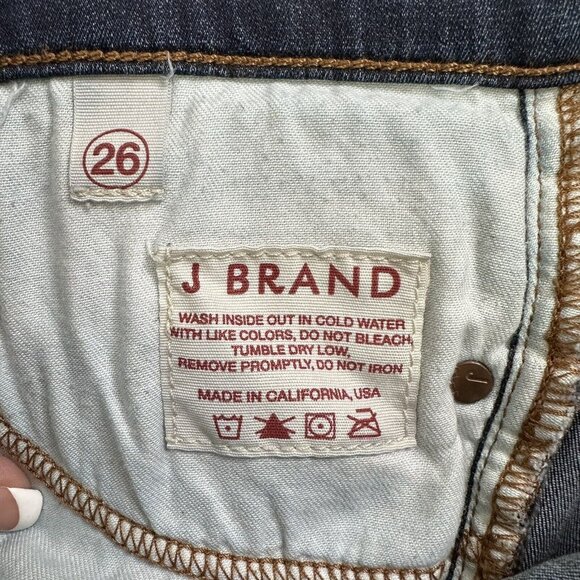 26
J BRAND
WASH INSIDE OUT IN COLD WATER
WITH LIKE COLORS, DO NOT BLEACH,
TUMBLE DRY LOW,
REMOVE PROMPTLY, DO NOT IRON
MADE IN CALIFORNIA, USA
J